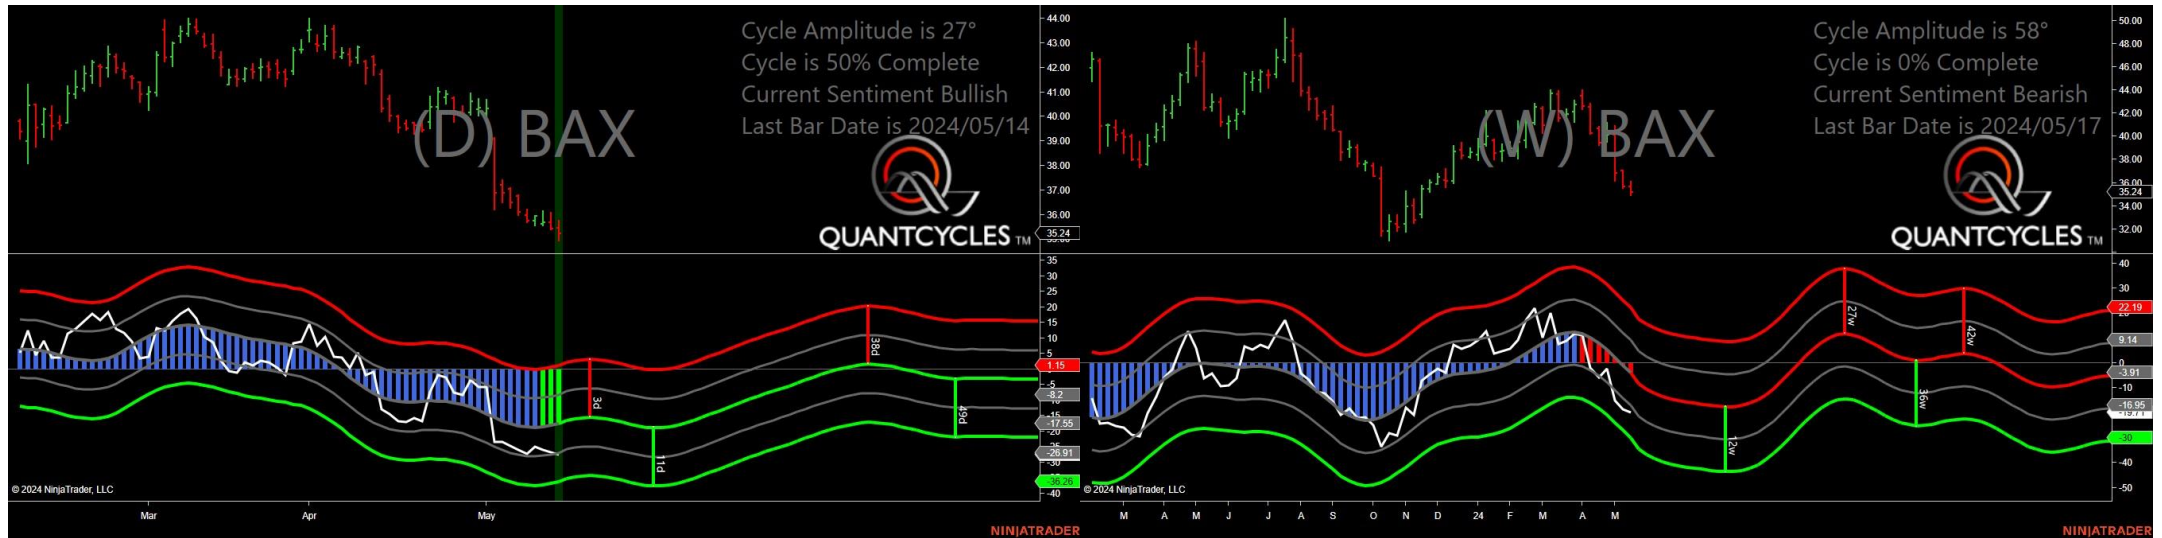 Cycle Amplitude is 27°
Cycle is 50% Complete
Current Sentiment Bullish
Last Bar Date is 2024/05/14
(D) BAX
QUANTCYCLES TM
44.00
43.00
42.00
41.00
40.00
39.00
38.00
37.00
36.00
35.24
35
30
25
20
15
10
5
1.15
-5
-8.2
-15
-17.55
-20
-26.91
-30
-36.26
-40
3d
11d
38d
49d
© 2024 NinjaTrader, LLC
Mar
Apr
May
NINJATRADER
Cycle Amplitude is 58°
Cycle is 0% Complete
Current Sentiment Bearish
Last Bar Date is 2024/05/17
(W) BAX
QUANTCYCLES TM
50.00
48.00
46.00
44.00
42.00
40.00
38.00
36.00
35.24
34.00
32.00
40
30
22.19
9.14
0
-3.91
-10
-16.95
-30
-40
-50
12w
27w
36w
42w
© 2024 NinjaTrader, LLC
M A M J J A S O N D 24 F M A M
NINJATRADER